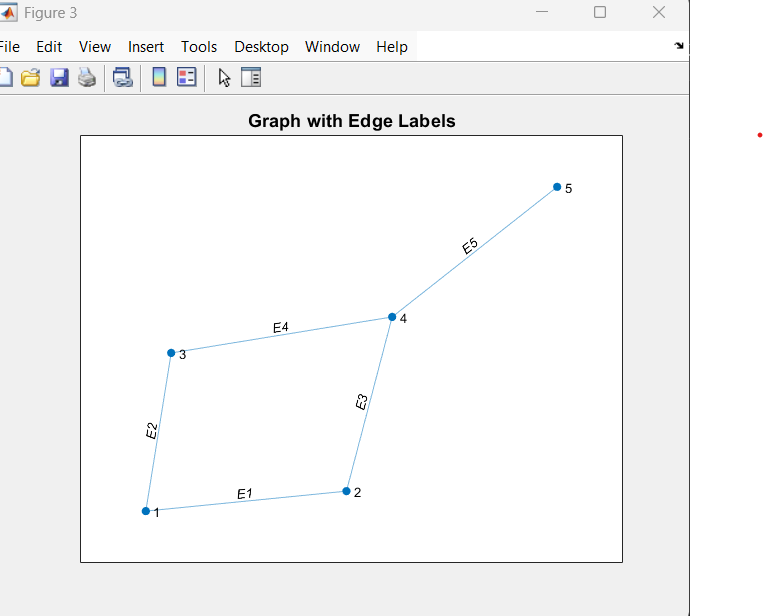 Figure 3
File Edit View Insert Tools Desktop Window Help
Graph with Edge Labels
5
E5
4
E4
3
E3
E2
2
E1
1